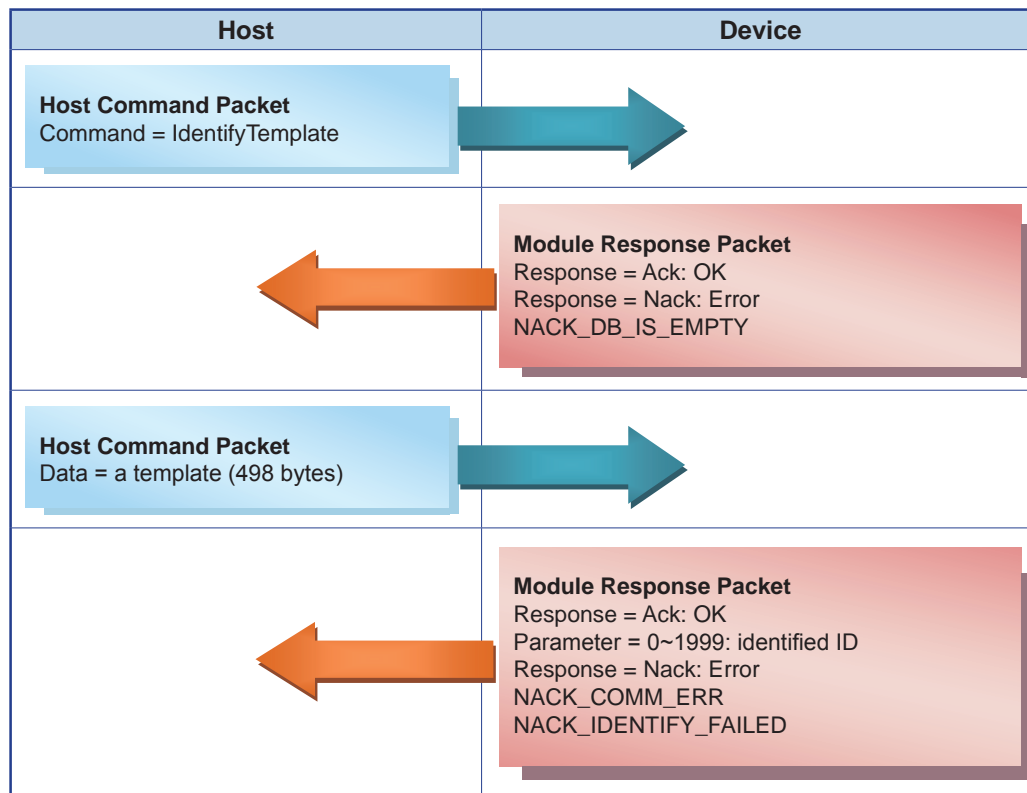 Host
Device
Host Command Packet
Command = IdentifyTemplate
Module Response Packet
Response = Ack: OK
Response = Nack: Error
NACK_DB_IS_EMPTY
Host Command Packet
Data = a template (498 bytes)
Module Response Packet
Response = Ack: OK
Parameter = 0~1999: identified ID
Response = Nack: Error
NACK_COMM_ERR
NACK_IDENTIFY_FAILED